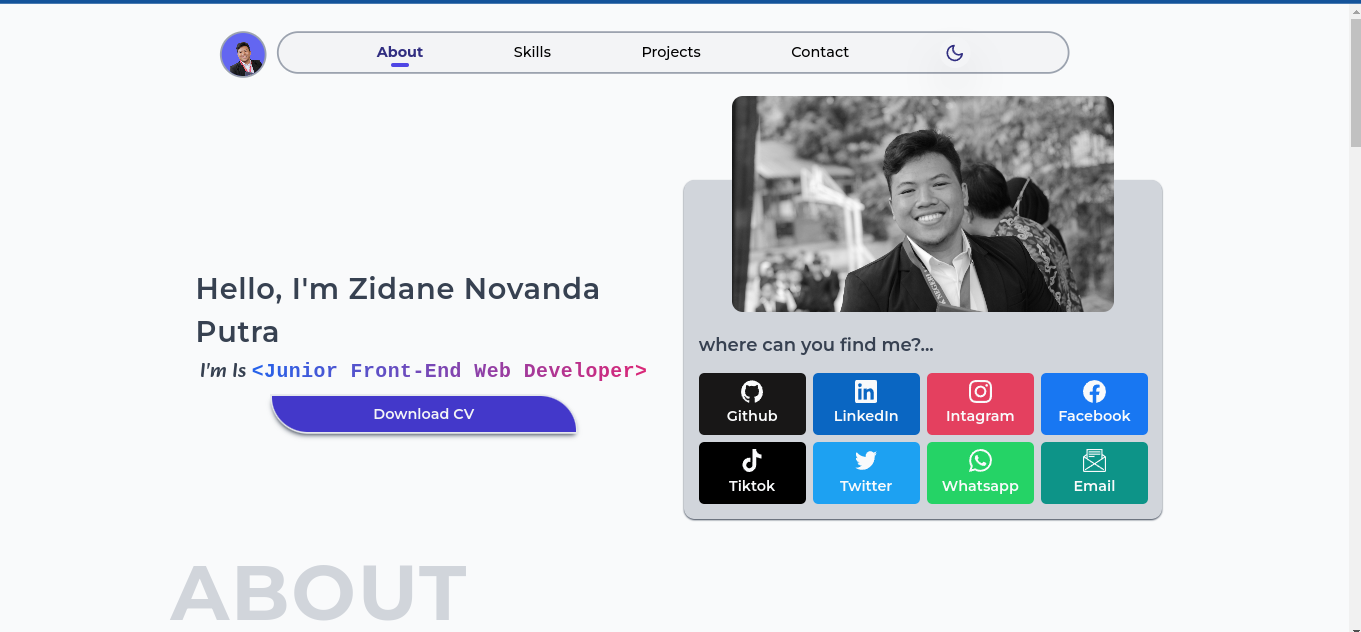 About
Skills
Projects
Contact
Hello, I'm Zidane Novanda
Putra
I'm Is <Junior Front-End Web Developer>
Download CV
where can you find me?...
Github
LinkedIn
Intagram
Facebook
Tiktok
Twitter
Whatsapp
Email
ABOUT